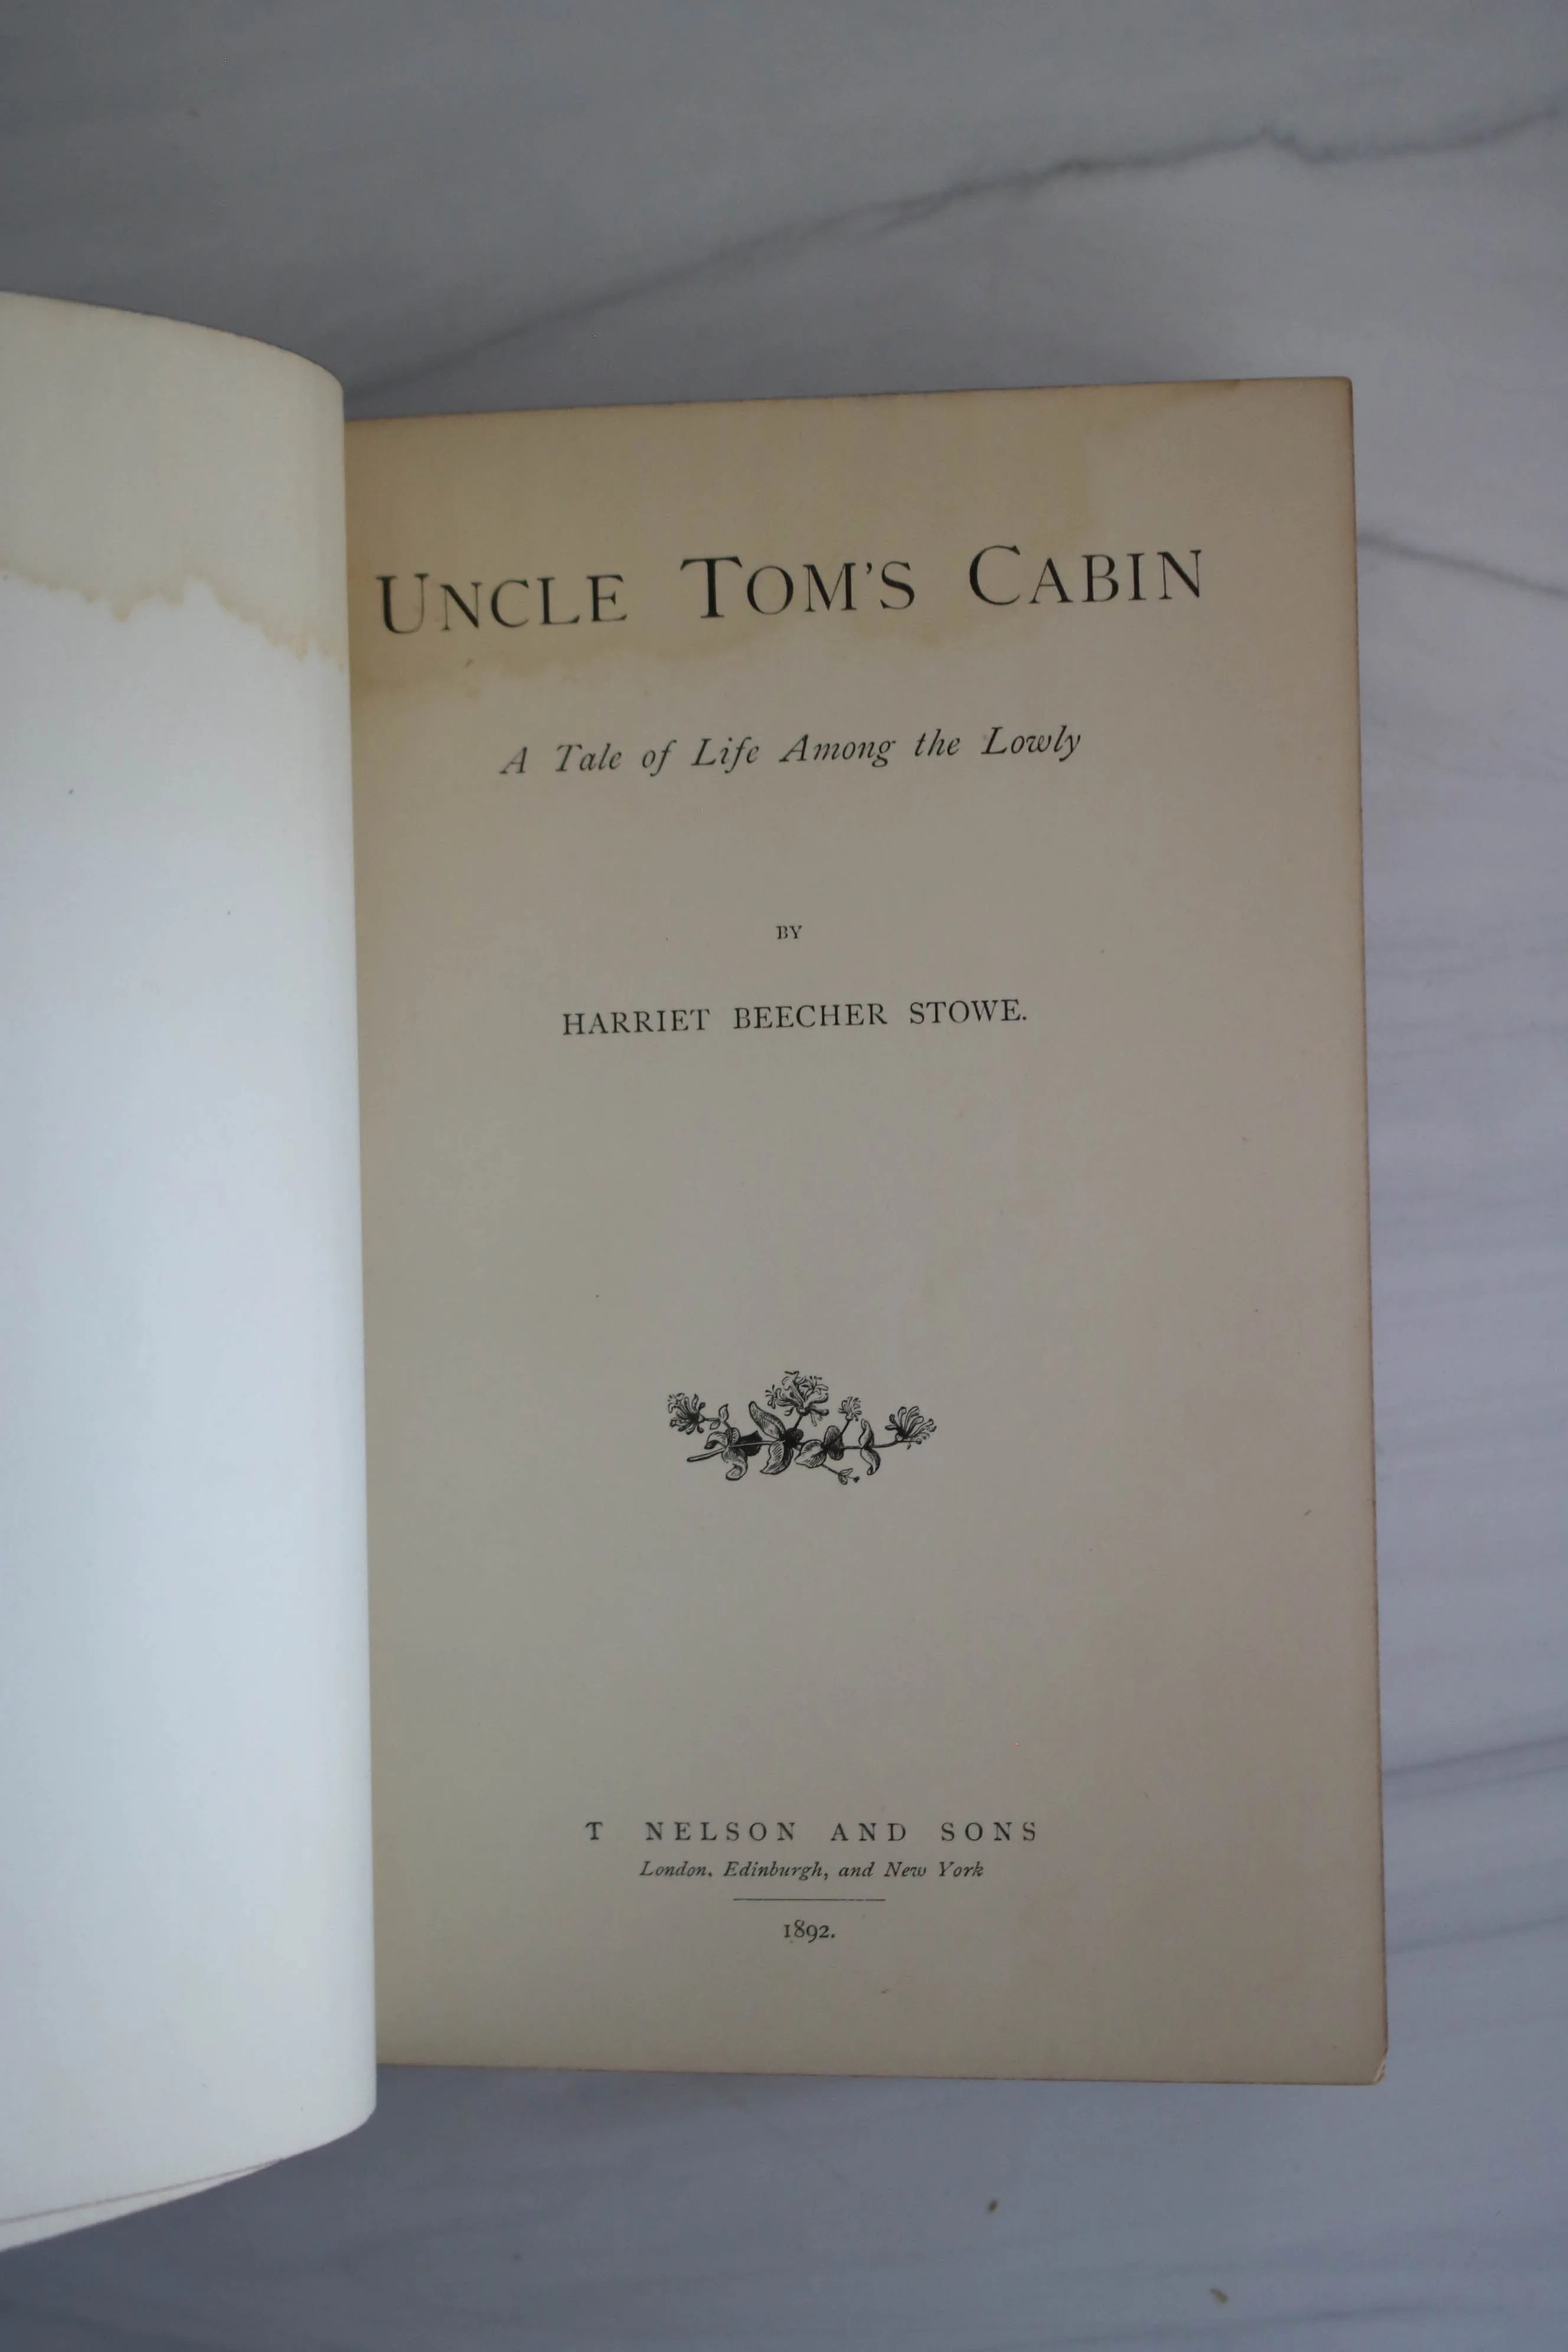 UNCLE TOM'S CABIN
A Tale of Life Among the Lowly
BY
HARRIET BEECHER STOWE.
T NELSON AND SONS
London, Edinburgh, and New York
1892.